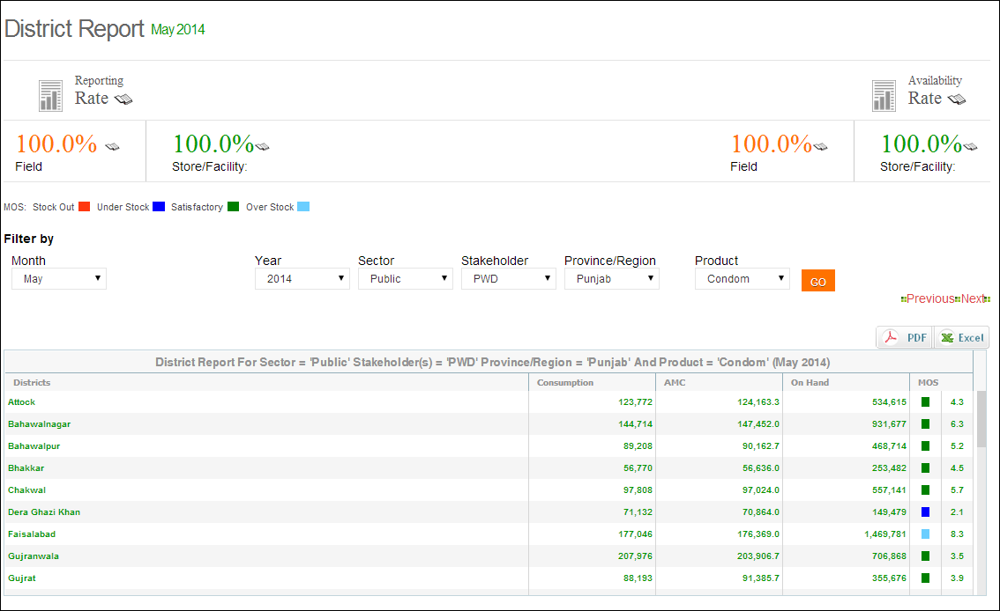 District Report May 2014
Reporting
Rate
Availability
Rate
100.0%
Field
100.0%
Store/Facility:
100.0%
Field
100.0%
Store/Facility:
MOS: Stock Out Under Stock Satisfactory Over Stock
Filter by
Month Year Sector Stakeholder Province/Region Product
May 2014 Public PWD Punjab Condom GO
Previous Next
PDF Excel
District Report For Sector = 'Public' Stakeholder(s) = 'PWD' Province/Region = 'Punjab' And Product = 'Condom' (May 2014)
Districts Consumption AMC On Hand MOS
Attock 123,772 124,163.3 534,615 4.3
Bahawalnagar 144,714 147,452.0 931,677 6.3
Bahawalpur 89,208 90,162.7 468,714 5.2
Bhakkar 56,770 56,636.0 253,482 4.5
Chakwal 97,808 97,024.0 557,141 5.7
Dera Ghazi Khan 71,132 70,864.0 149,479 2.1
Faisalabad 177,046 176,369.0 1,469,781 8.3
Gujranwala 207,976 203,906.7 706,868 3.5
Gujrat 88,193 91,385.7 355,676 3.9